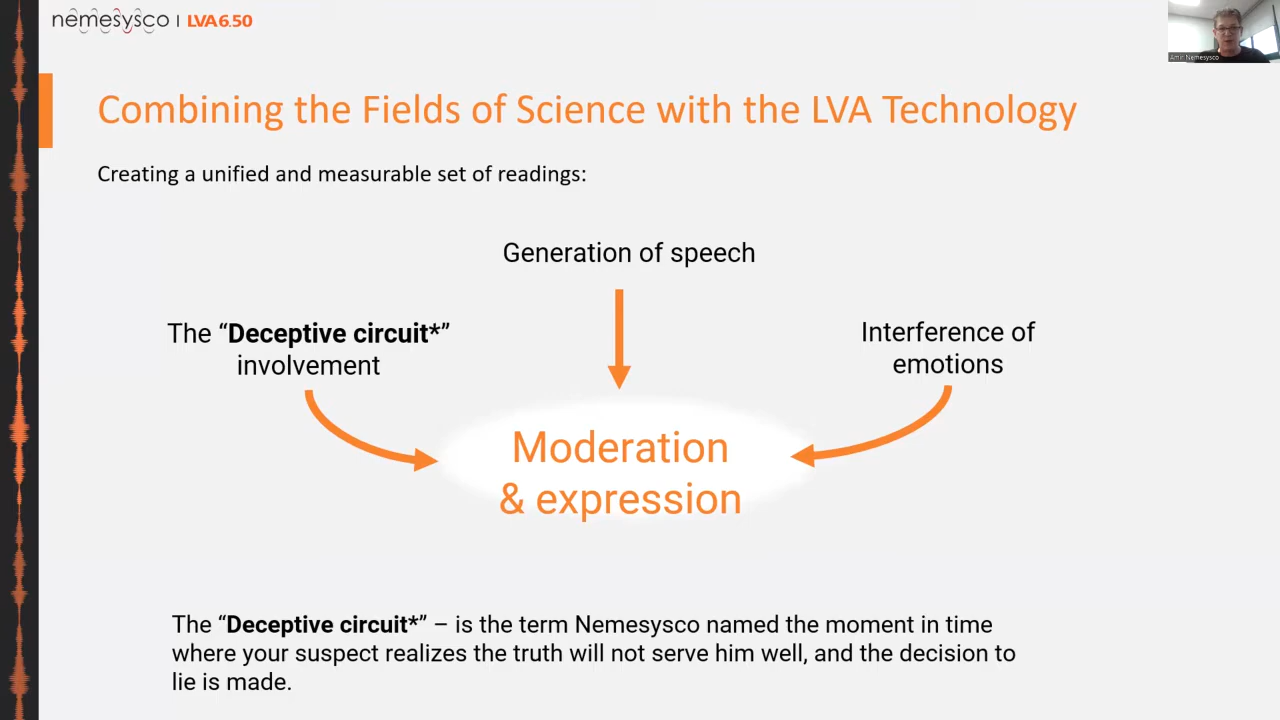 nemesysco | LVA6.50
Amir Nemesysco
Combining the Fields of Science with the LVA Technology
Creating a unified and measurable set of readings:
Generation of speech
The “Deceptive circuit*”
involvement
Interference of
emotions
Moderation
& expression
The “Deceptive circuit*” – is the term Nemesysco named the moment in time
where your suspect realizes the truth will not serve him well, and the decision to
lie is made.